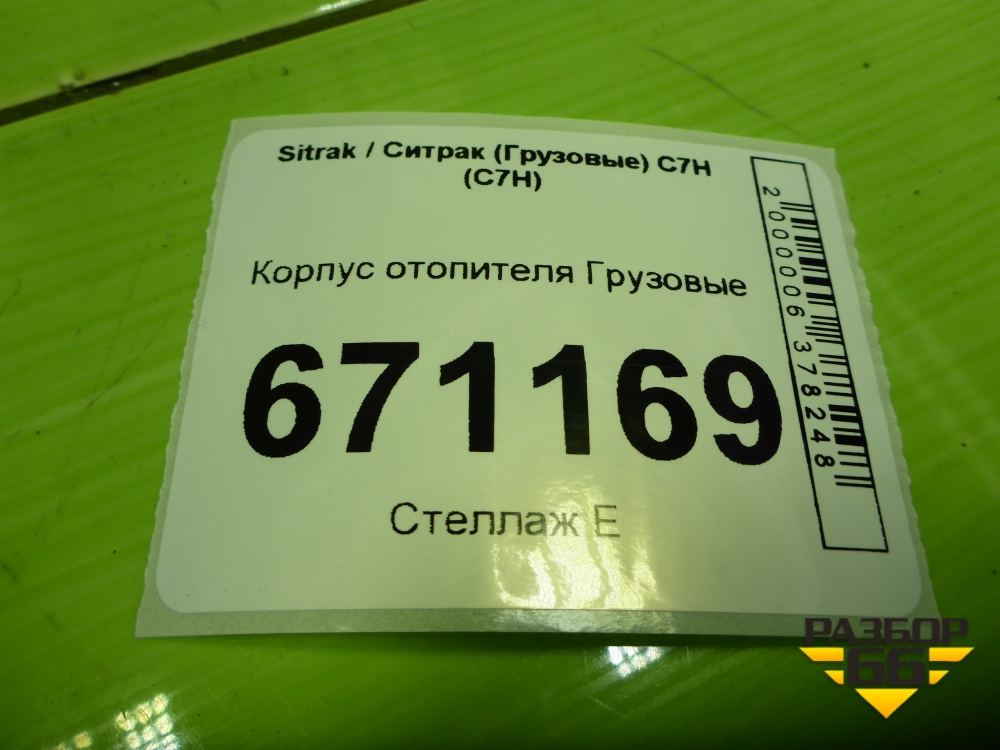 Sitrak / Ситрак (Грузовые) C7H
(C7H)
Корпус отопителя Грузовые
671169
Стеллаж E
2000006378248
РАЗБОР
66